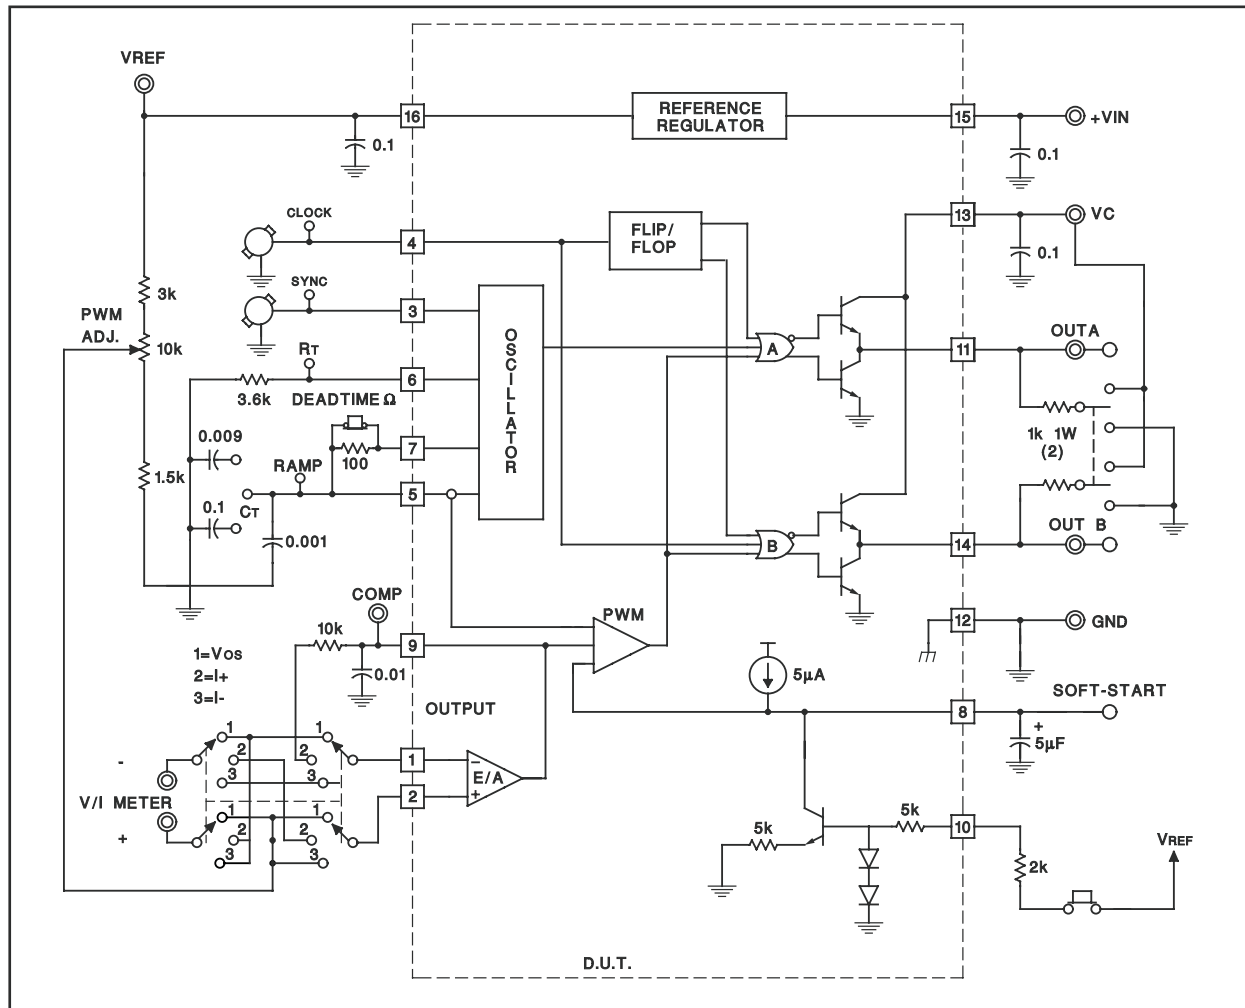 VREF
16
REFERENCE
REGULATOR
15
+VIN
0.1
0.1
CLOCK
4
FLIP/
FLOP
13
VC
0.1
SYNC
3
3k
PWM
ADJ.
10k
OSCILLATOR
A
11
OUTA
RT
6
3.6k
DEADTIME Ω
7
100
0.009
1k 1W
(2)
1.5k
RAMP
5
0.1
CT
0.001
B
14
OUT B
COMP
PWM
12
GND
10k
9
1=VOS
2=I+
3=I-
0.01
5µA
SOFT-START
8
OUTPUT
+
5µF
1
1
2
2
3
3
1
-
E/A
+
2
-
V/I METER
+
1
1
2
2
3
3
5k
5k
10
VREF
2k
D.U.T.